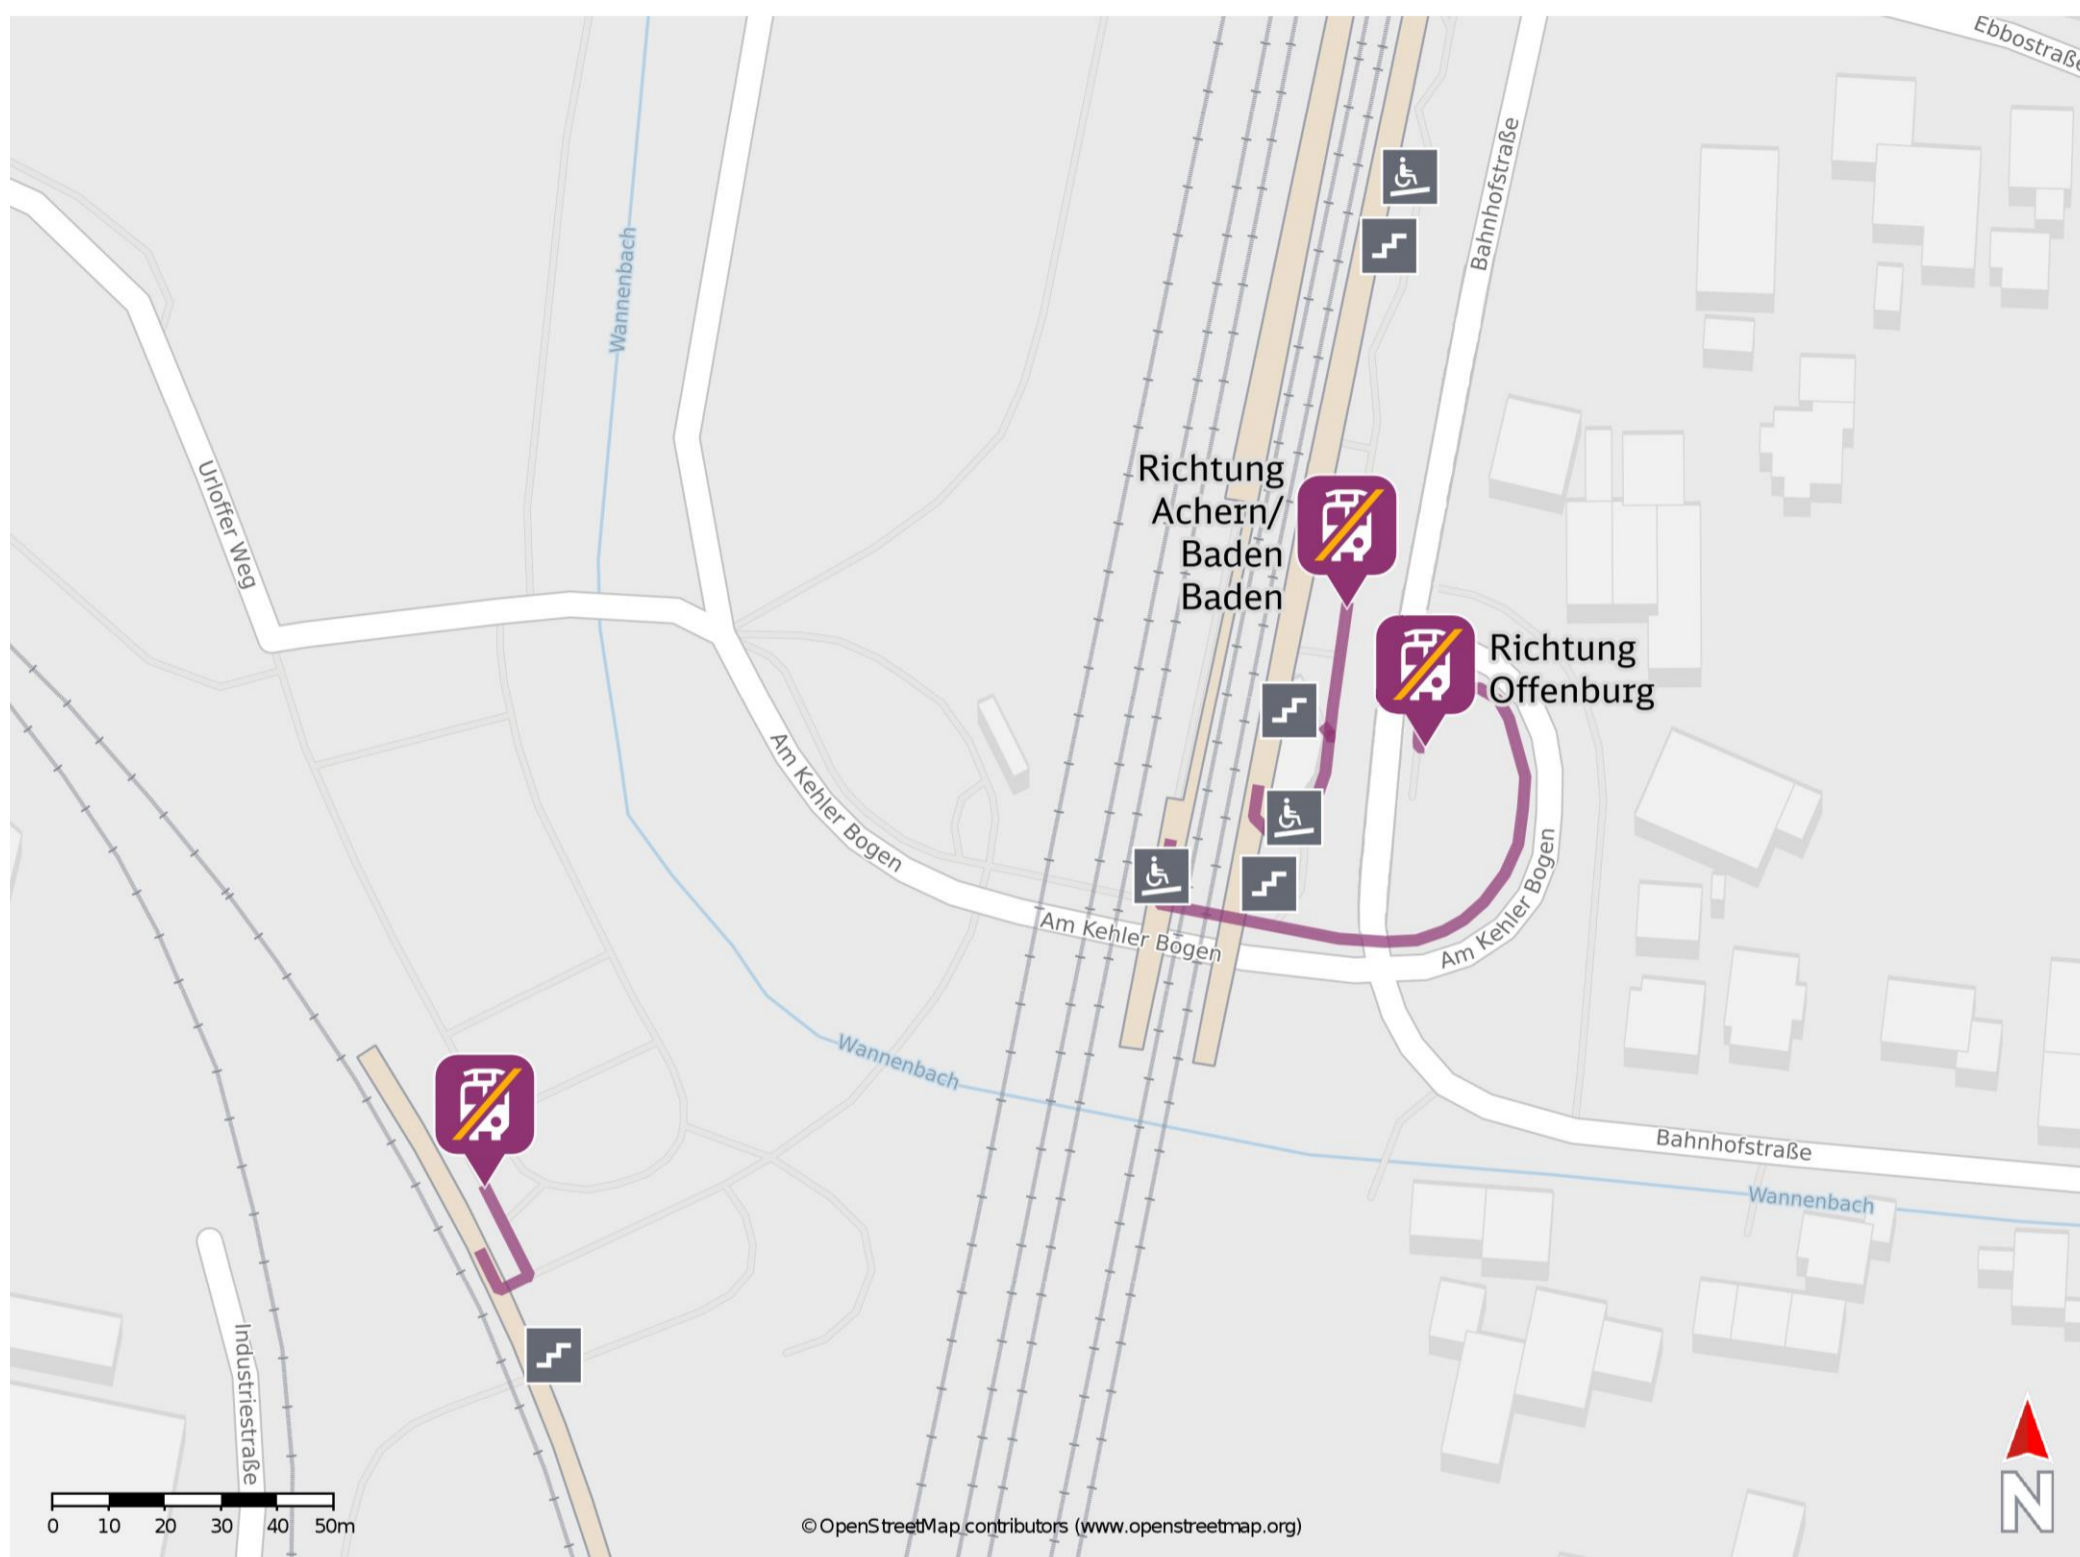 Ebbostraße
Bahnhofstraße
Wannenbach
Urloffer Weg
Richtung
Achern/
Baden
Baden
Richtung
Offenburg
Am Kehler Bogen
Am Kehler Bogen
Am Kehler Bogen
Wannenbach
Bahnhofstraße
Wannenbach
Industriestraße
0 10 20 30 40 50m
© OpenStreetMap contributors (www.openstreetmap.org)
N